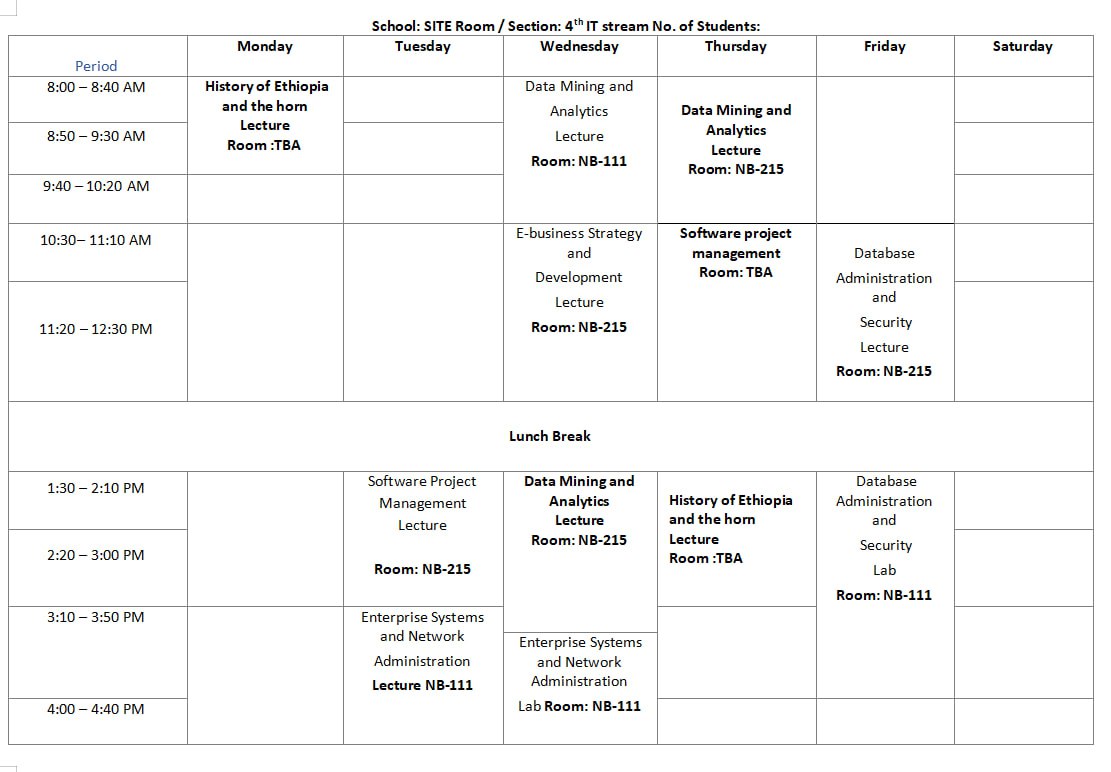 School: SITE Room / Section: 4th IT stream No. of Students:
Period
Monday
Tuesday
Wednesday
Thursday
Friday
Saturday
8:00 – 8:40 AM
8:50 – 9:30 AM
9:40 – 10:20 AM
History of Ethiopia
and the horn
Lecture
Room :TBA
Data Mining and
Analytics
Lecture
Room: NB-111
Data Mining and
Analytics
Lecture
Room: NB-215
10:30– 11:10 AM
11:20 – 12:30 PM
E-business Strategy
and
Development
Lecture
Room: NB-215
Software project
management
Room: TBA
Database
Administration
and
Security
Lecture
Room: NB-215
Lunch Break
1:30 – 2:10 PM
2:20 – 3:00 PM
Software Project
Management
Lecture
Room: NB-215
Data Mining and
Analytics
Lecture
Room: NB-215
History of Ethiopia
and the horn
Lecture
Room :TBA
Database
Administration
and
Security
Lab
Room: NB-111
3:10 – 3:50 PM
4:00 – 4:40 PM
Enterprise Systems
and Network
Administration
Lecture NB-111
Enterprise Systems
and Network
Administration
Lab Room: NB-111